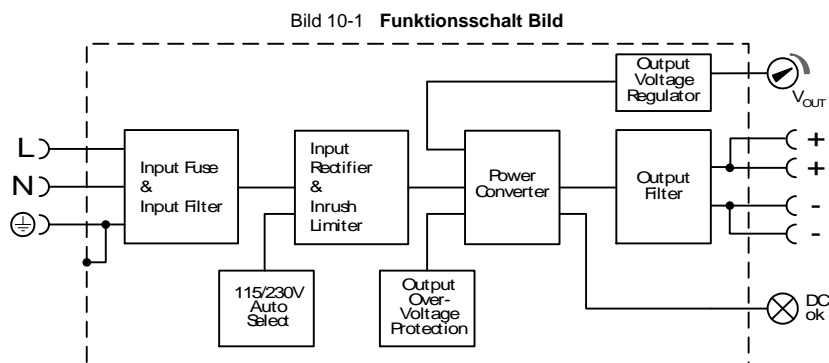 Bild 10-1 Funktionsschalt Bild
Output
Voltage
Regulator
VOUT
L
N
Input Fuse
&
Input Filter
Input
Rectifier
&
Inrush
Limiter
Power
Converter
Output
Filter
+
+
-
-
115/230V
Auto
Select
Output
Over-
Voltage
Protection
DC
ok